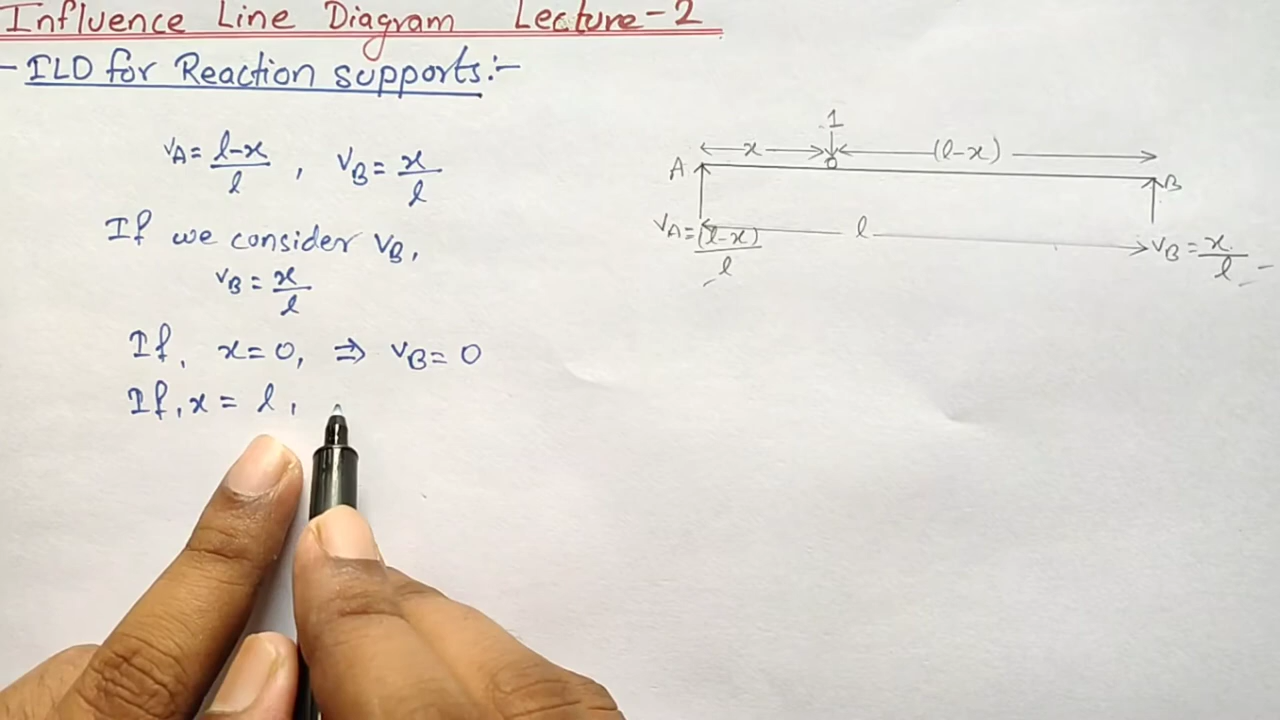 Influence Line Diagram Lecture-2
- ILD for Reaction supports:-
VA = (l-x)/l , VB = x/l
If we consider VB,
VB = x/l
If, x=0, ⇒ VB = 0
If, x = l,
1
x (l-x)
A B
VA = (l-x)/l l VB = x/l